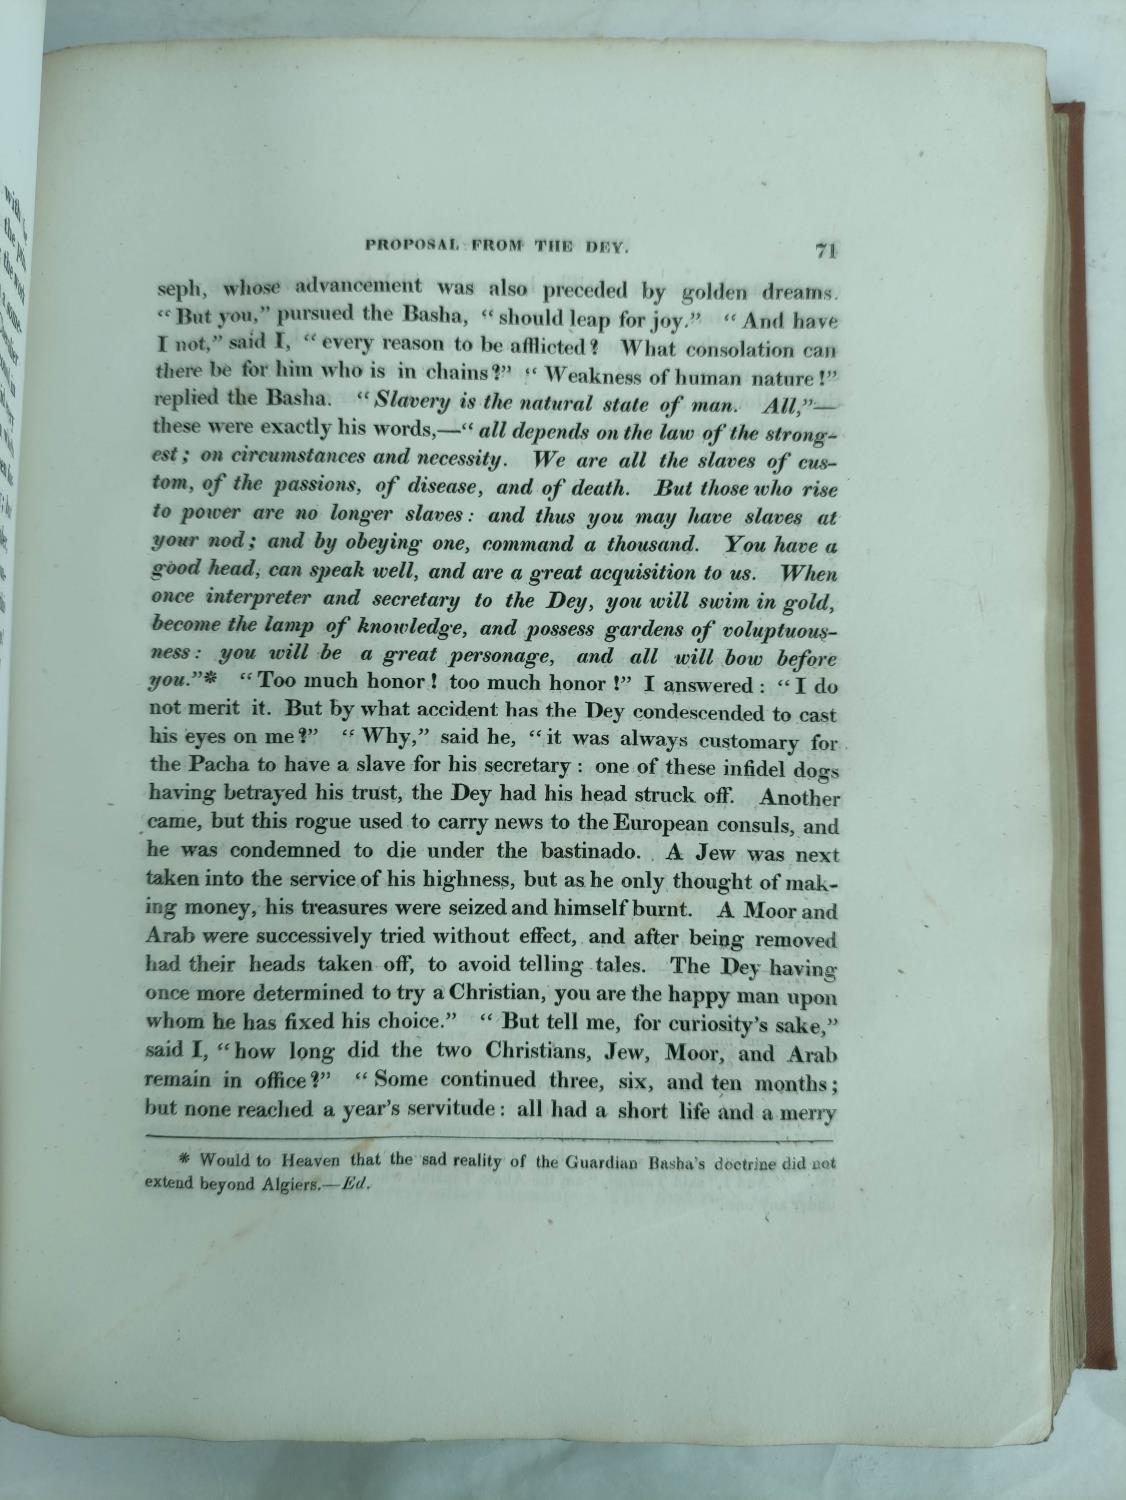 PROPOSAL FROM THE DEY. 71
seph, whose advancement was also preceded by golden dreams.
“But you,” pursued the Basha, “should leap for joy.” “And have
I not,” said I, “every reason to be afflicted? What consolation can
there be for him who is in chains?” “Weakness of human nature!”
replied the Basha. “Slavery is the natural state of man. All,”—
these were exactly his words,—“all depends on the law of the strong-
est; on circumstances and necessity. We are all the slaves of cus-
tom, of the passions, of disease, and of death. But those who rise
to power are no longer slaves: and thus you may have slaves at
your nod; and by obeying one, command a thousand. You have a
good head, can speak well, and are a great acquisition to us. When
once interpreter and secretary to the Dey, you will swim in gold,
become the lamp of knowledge, and possess gardens of voluptuous-
ness: you will be a great personage, and all will bow before
you.”* “Too much honor! too much honor!” I answered: “I do
not merit it. But by what accident has the Dey condescended to cast
his eyes on me?” “Why,” said he, “it was always customary for
the Pacha to have a slave for his secretary: one of these infidel dogs
having betrayed his trust, the Dey had his head struck off. Another
came, but this rogue used to carry news to the European consuls, and
he was condemned to die under the bastinado. A Jew was next
taken into the service of his highness, but as he only thought of mak-
ing money, his treasures were seized and himself burnt. A Moor and
Arab were successively tried without effect, and after being removed
had their heads taken off, to avoid telling tales. The Dey having
once more determined to try a Christian, you are the happy man upon
whom he has fixed his choice.” “But tell me, for curiosity’s sake,”
said I, “how long did the two Christians, Jew, Moor, and Arab
remain in office?” “Some continued three, six, and ten months;
but none reached a year’s servitude: all had a short life and a merry
* Would to Heaven that the sad reality of the Guardian Basha’s doctrine did not
extend beyond Algiers.—Ed.